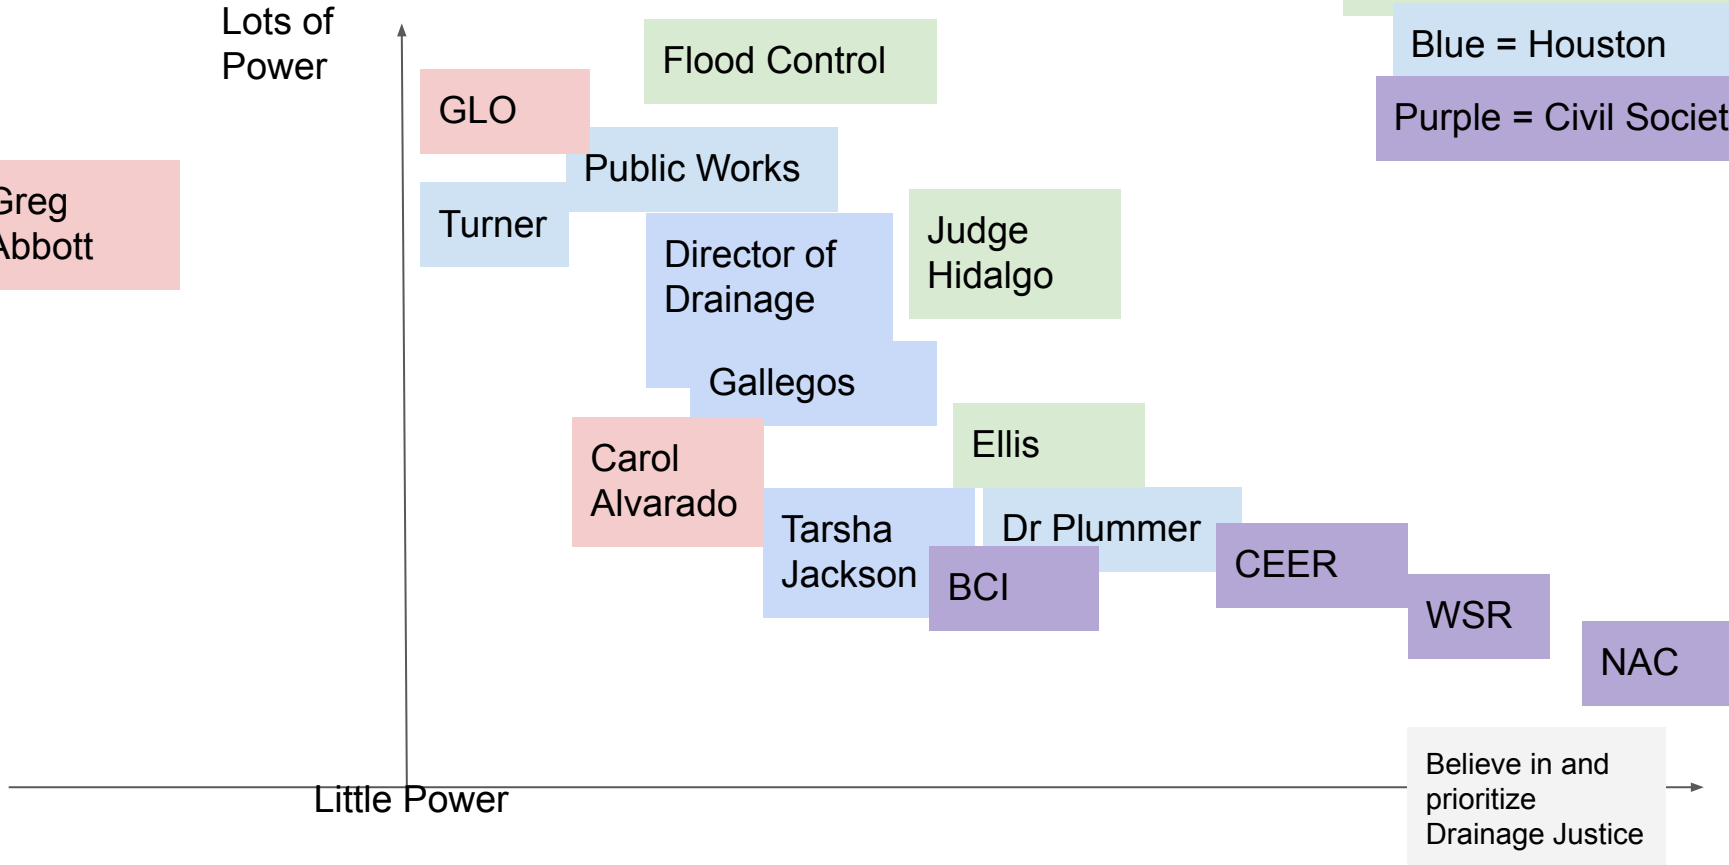 Lots of
Power
Flood Control
Blue = Houston
GLO
Purple = Civil Societ
Public Works
Greg
Abbott
Turner
Judge
Hidalgo
Director of
Drainage
Gallegos
Ellis
Carol
Alvarado
Tarsha
Jackson
Dr Plummer
CEER
BCI
WSR
NAC
Believe in and
prioritize
Drainage Justice
Little Power